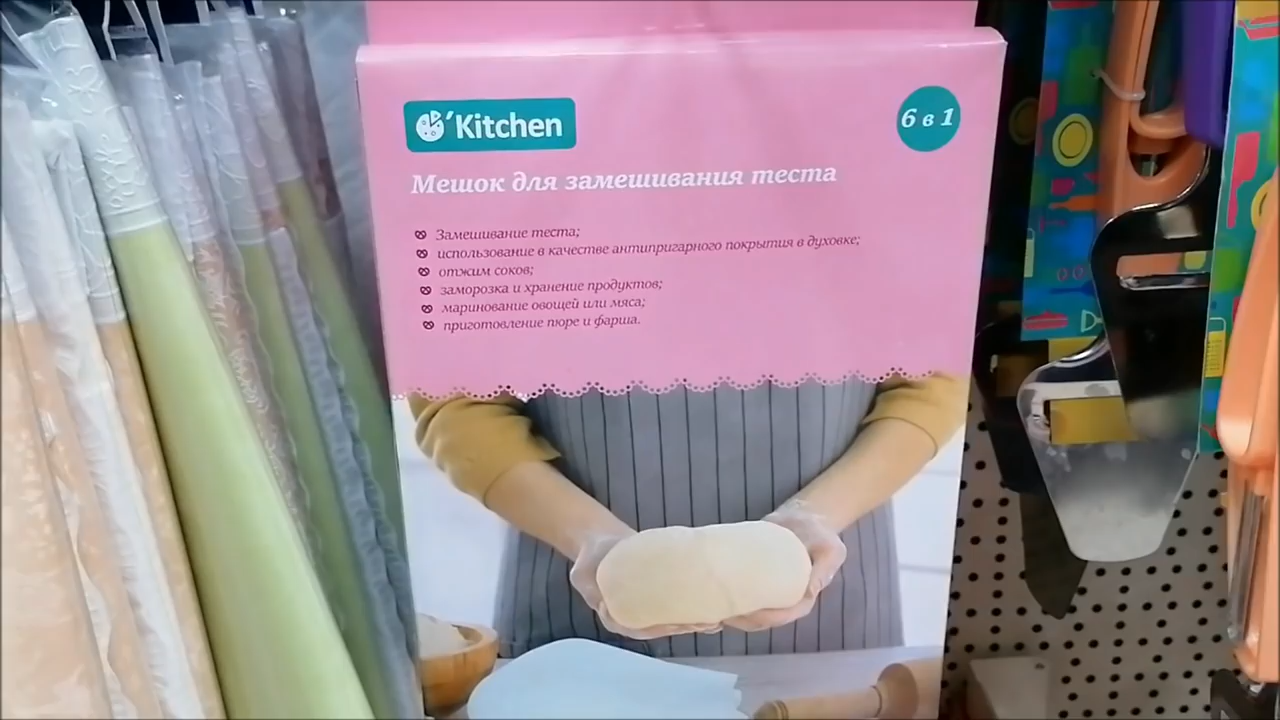 'Kitchen
6 в 1
Мешок для замешивания теста
Замешивание теста;
использование в качестве антипригарного покрытия в духовке;
отжим соков;
заморозка и хранение продуктов;
маринование овощей или мяса;
приготовление пюре и фарша.